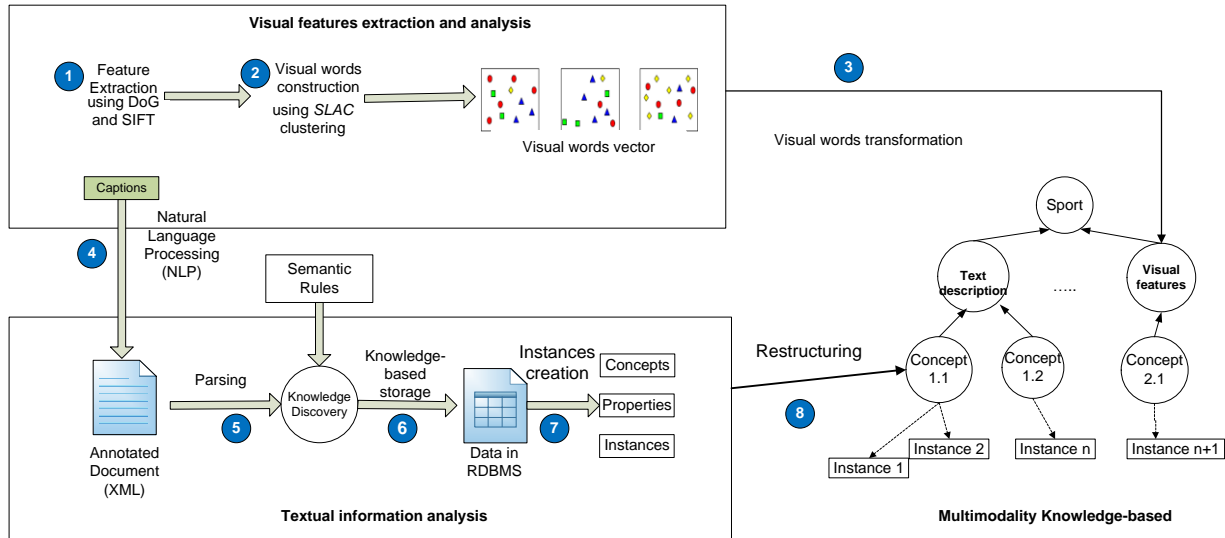 Visual features extraction and analysis
1
Feature
Extraction
using DoG
and SIFT
2
Visual words
construction
using SLAC
clustering
Visual words vector
3
Visual words transformation
Captions
4
Natural
Language
Processing
(NLP)
Semantic
Rules
Sport
Text
description
.....
Visual
features
Annotated
Document
(XML)
Parsing
5
Knowledge
Discovery
Knowledge-
based
storage
6
Data in
RDBMS
Instances
creation
7
Concepts
Properties
Instances
Textual information analysis
Restructuring
8
Concept
1.1
Concept
1.2
Concept
2.1
Instance 1
Instance 2
Instance n
Instance n+1
Multimodality Knowledge-based